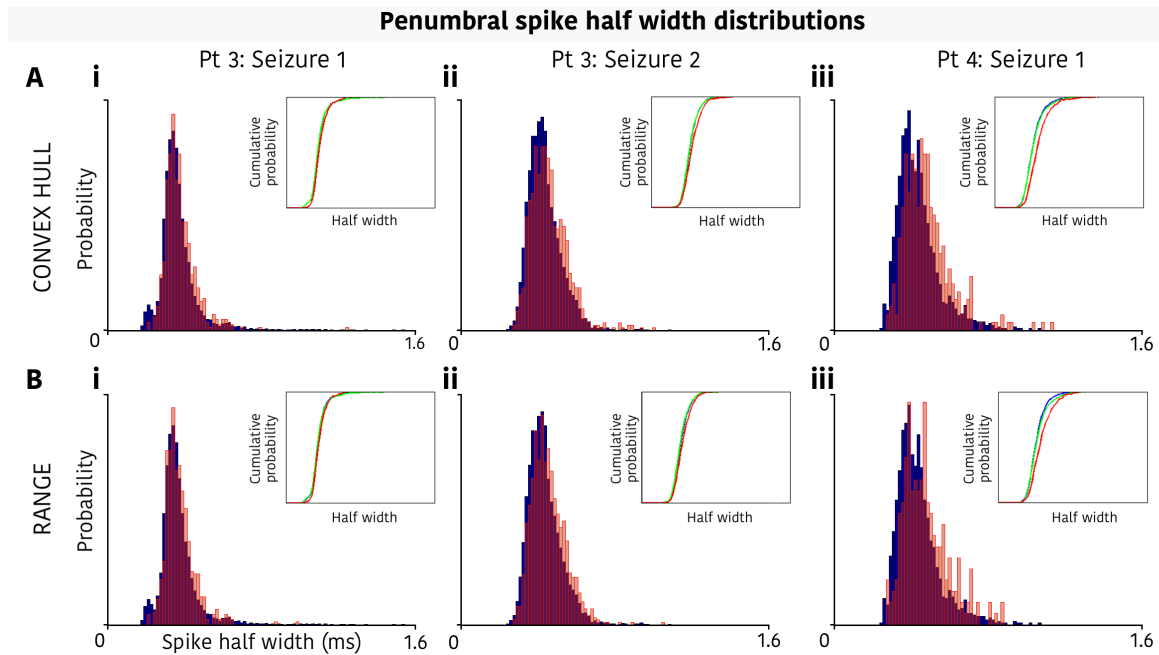 Penumbral spike half width distributions
Pt 3: Seizure 1
Pt 3: Seizure 2
Pt 4: Seizure 1
A
i
ii
iii
CONVEX HULL
Probability
Cumulative
probability
Half width
0
1.6
Cumulative
probability
Half width
0
1.6
Cumulative
probability
Half width
0
1.6
B
i
ii
iii
RANGE
Probability
Cumulative
probability
Half width
0
Spike half width (ms)
1.6
Cumulative
probability
Half width
0
1.6
Cumulative
probability
Half width
0
1.6